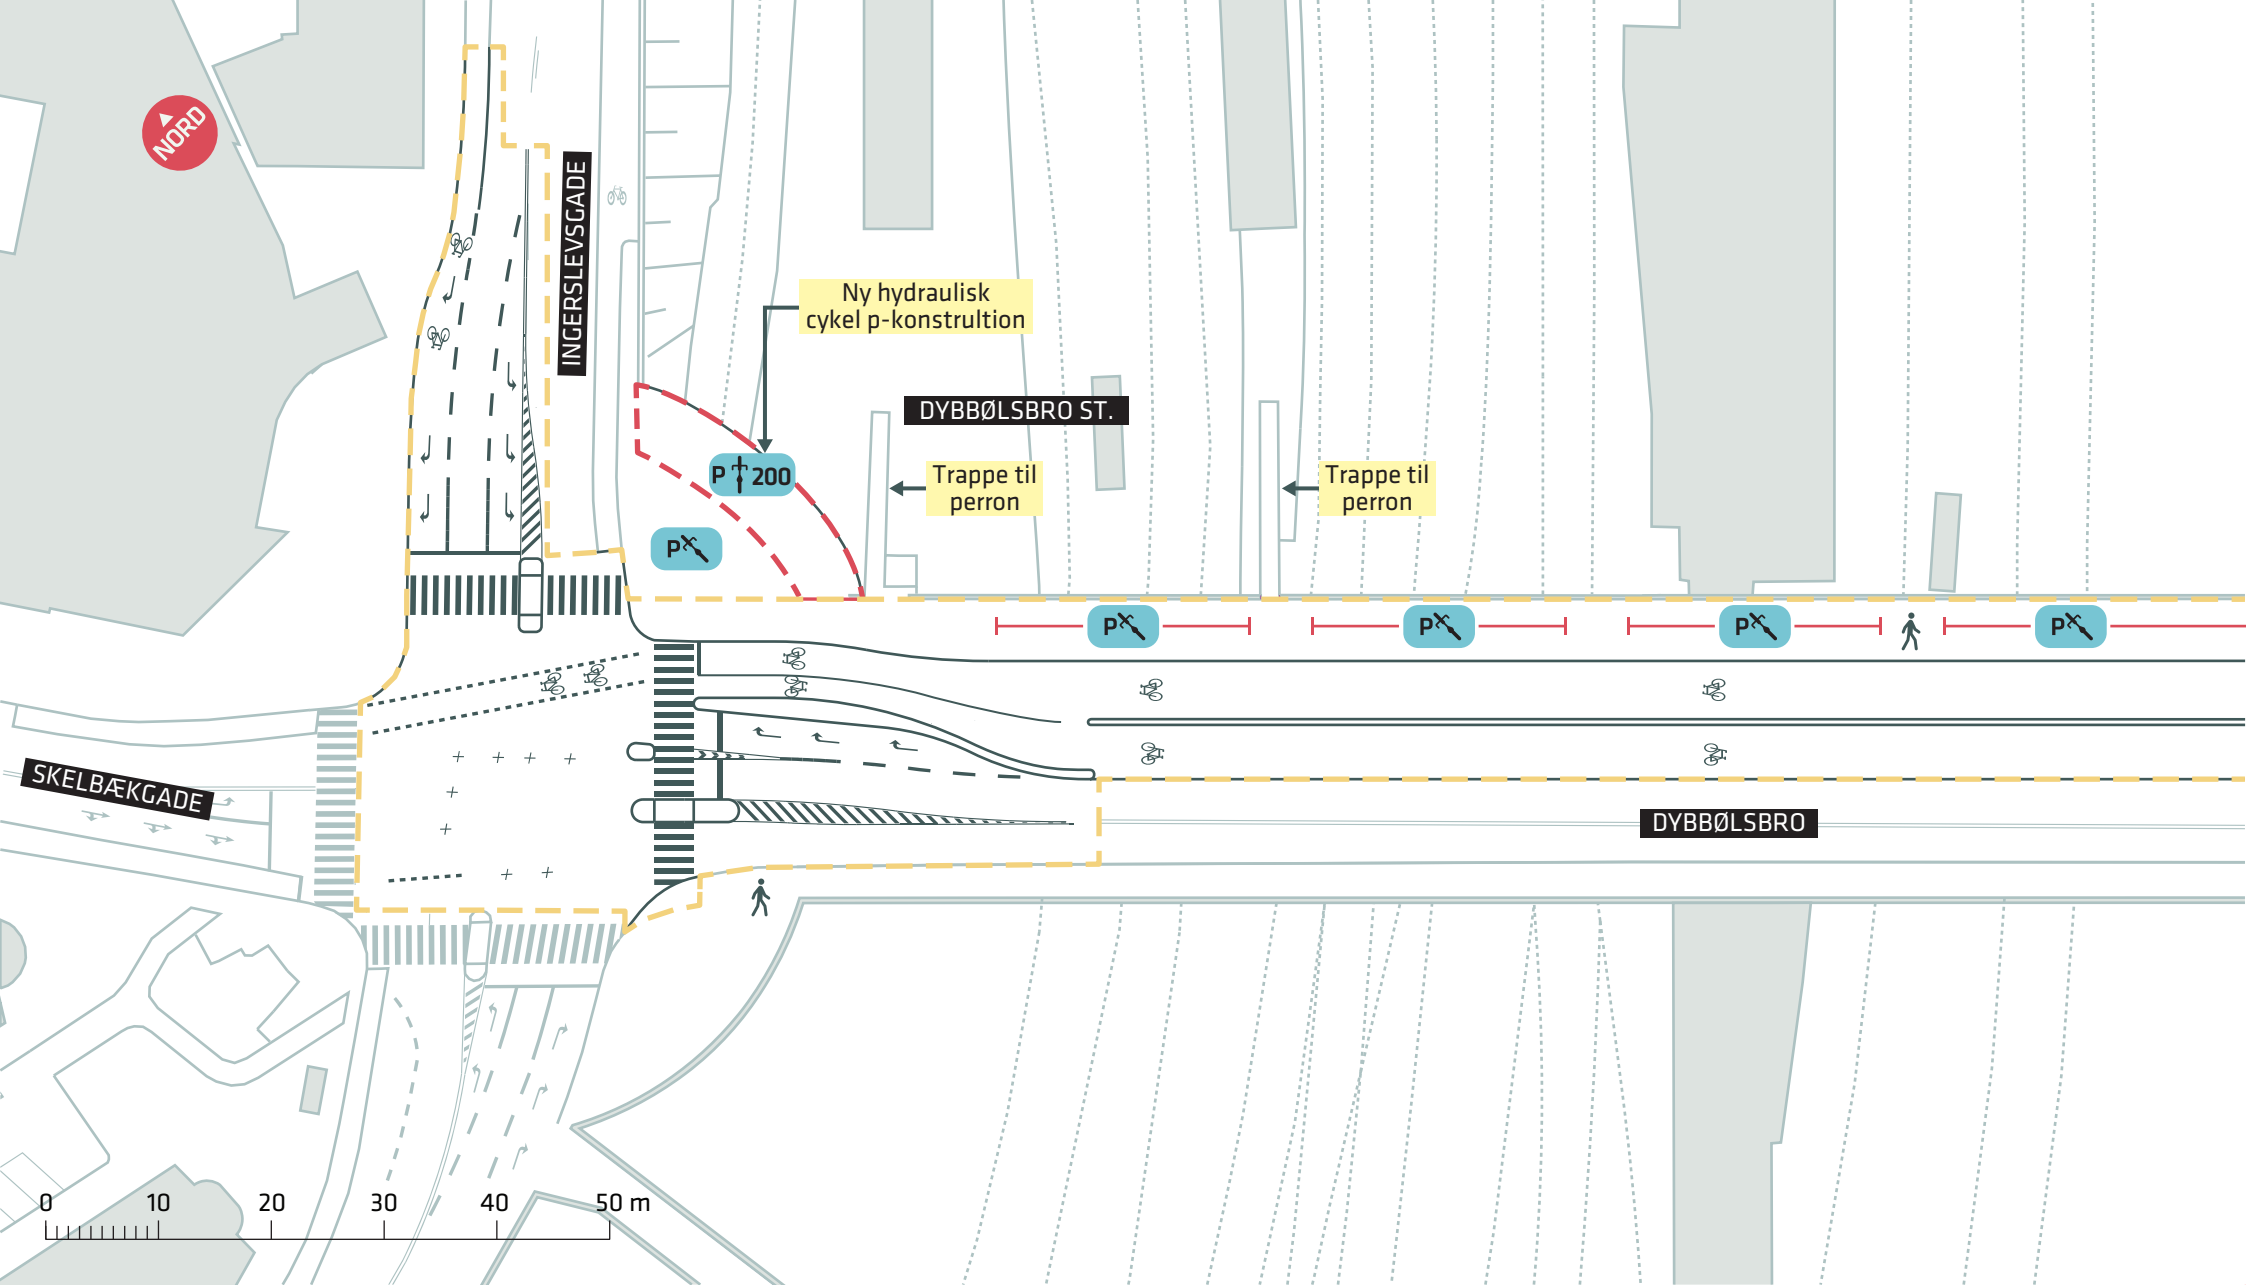 NORD
INGERSLEVSGADE
Ny hydraulisk
cykel p-konstrultion
DYBBØLSBRO ST.
P 200
Trappe til
perron
Trappe til
perron
P
P
P
P
P
SKELBÆKGADE
DYBBØLSBRO
0 10 20 30 40 50 m